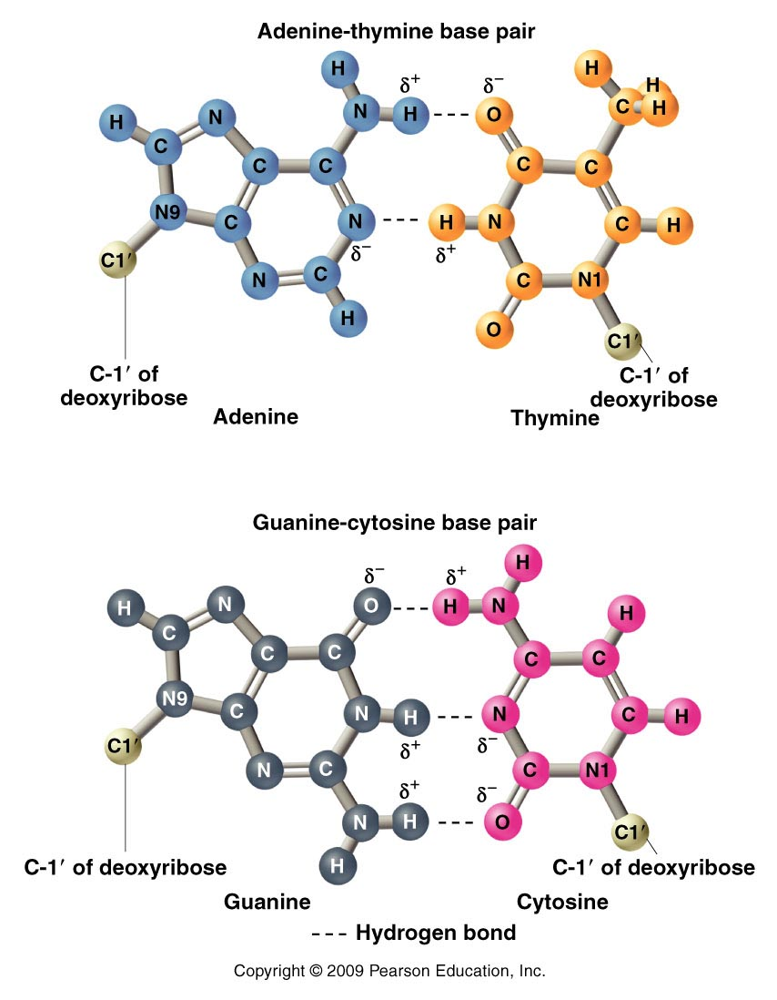 Adenine-thymine base pair
H
H
δ+
δ−
H
H
N
N
H
O
C
H
H
C
C
C
C
C
N9
C
N
H
N
C
H
δ−
δ+
C1′
N
C
C
N1
H
O
C1′
C-1′ of
deoxyribose
C-1′ of
deoxyribose
Adenine
Thymine
Guanine-cytosine base pair
H
δ−
δ+
H
N
O
H
N
H
C
C
C
C
C
N9
C
N
H
N
C
H
δ+
δ−
C1′
N
C
C
N1
δ+
δ−
N
H
O
C1′
H
C-1′ of deoxyribose
C-1′ of deoxyribose
Guanine
Cytosine
--- Hydrogen bond
Copyright © 2009 Pearson Education, Inc.